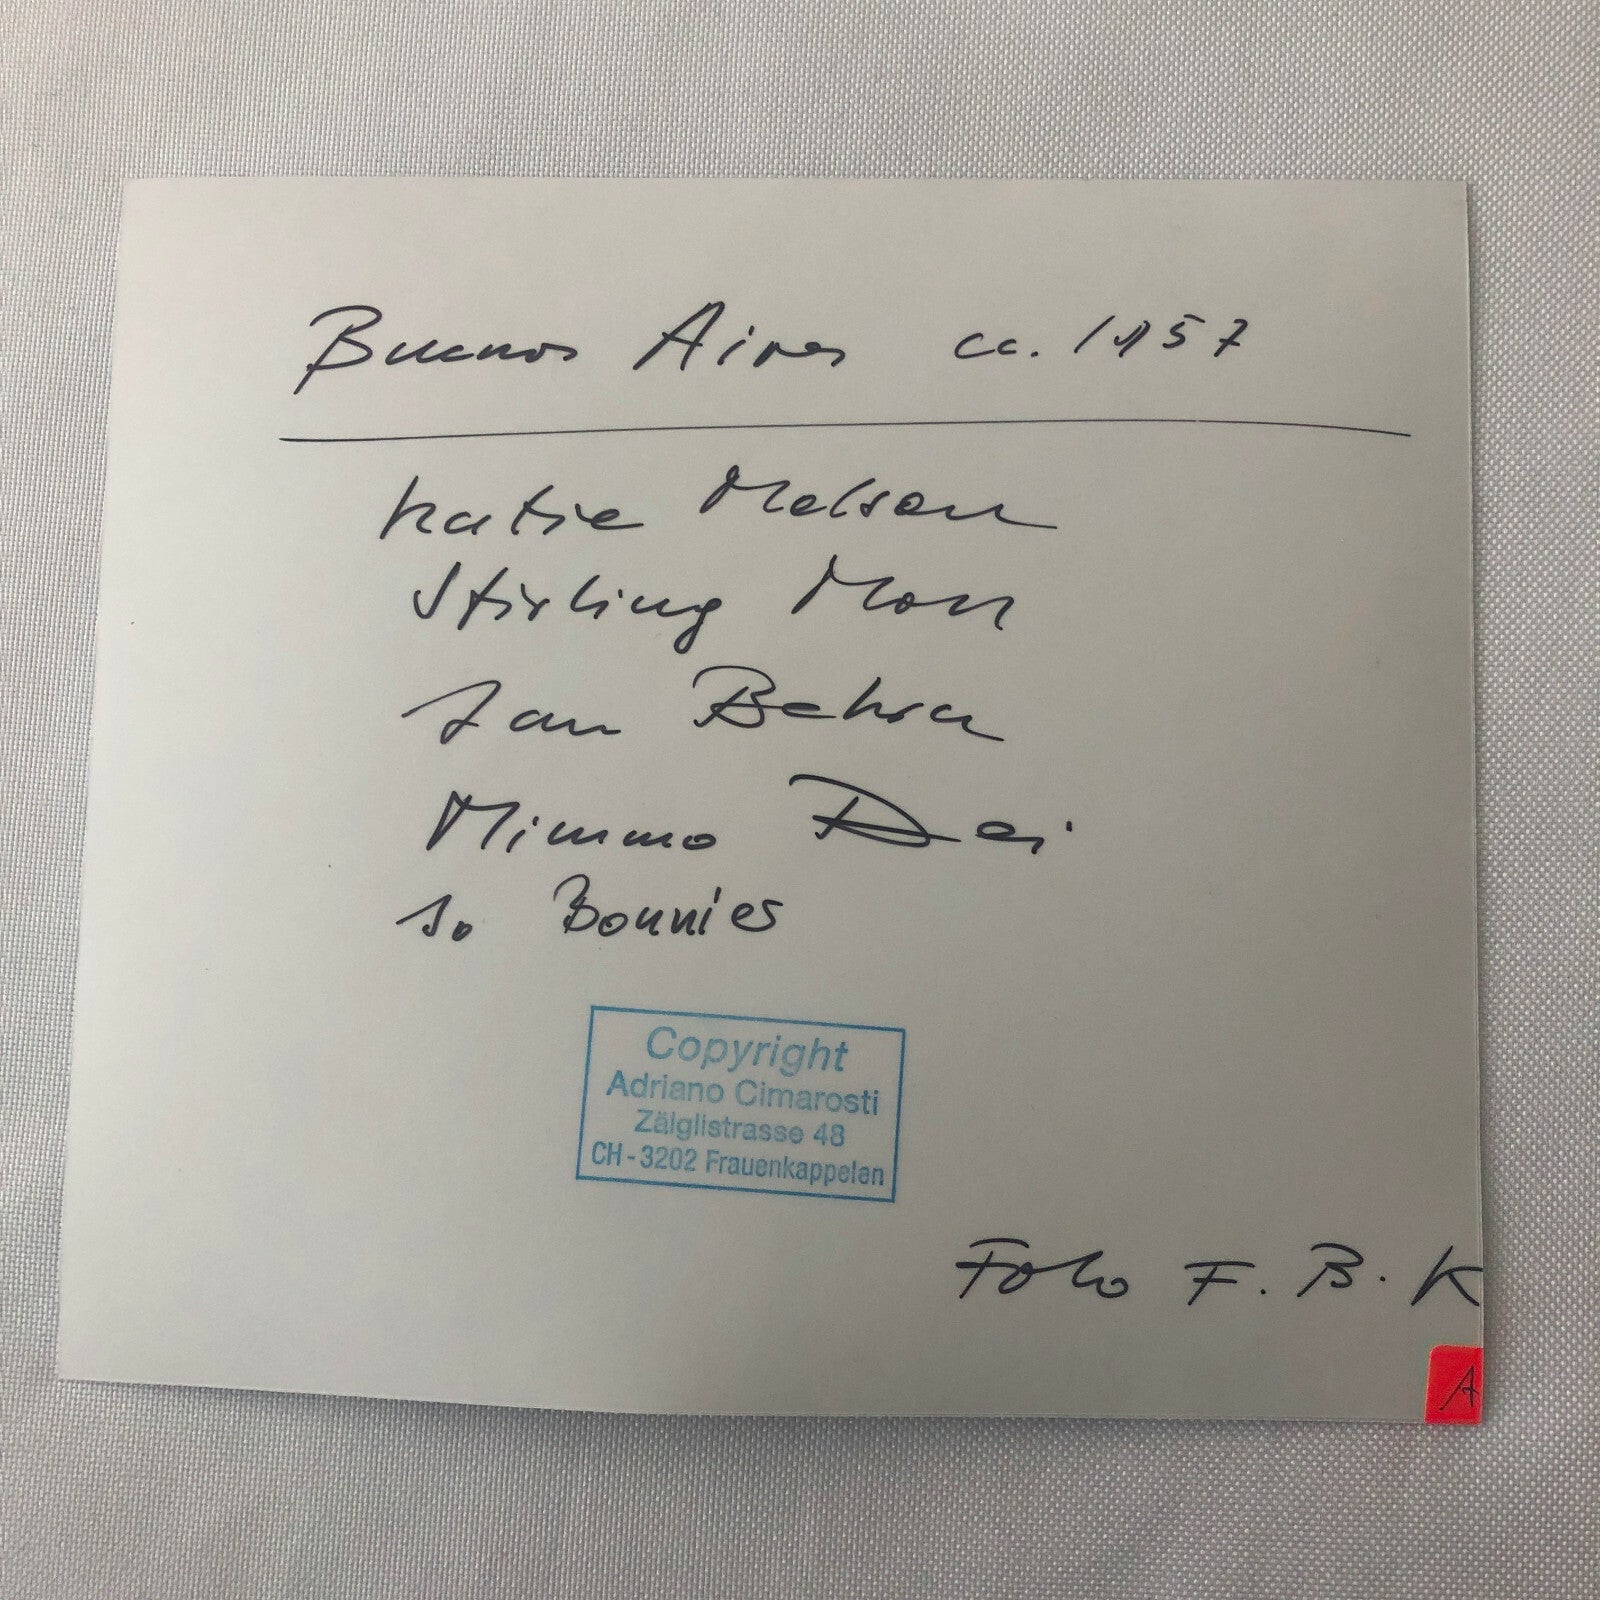 Buenos Aires ca. 1957
Katie Molson
Stirling Moss
Jean Behra
Mimmo Dei
Jo Bonnier
Copyright
Adriano Cimarosti
Zälglistrasse 48
CH-3202 Frauenkappelen
Foto F. B. K
A